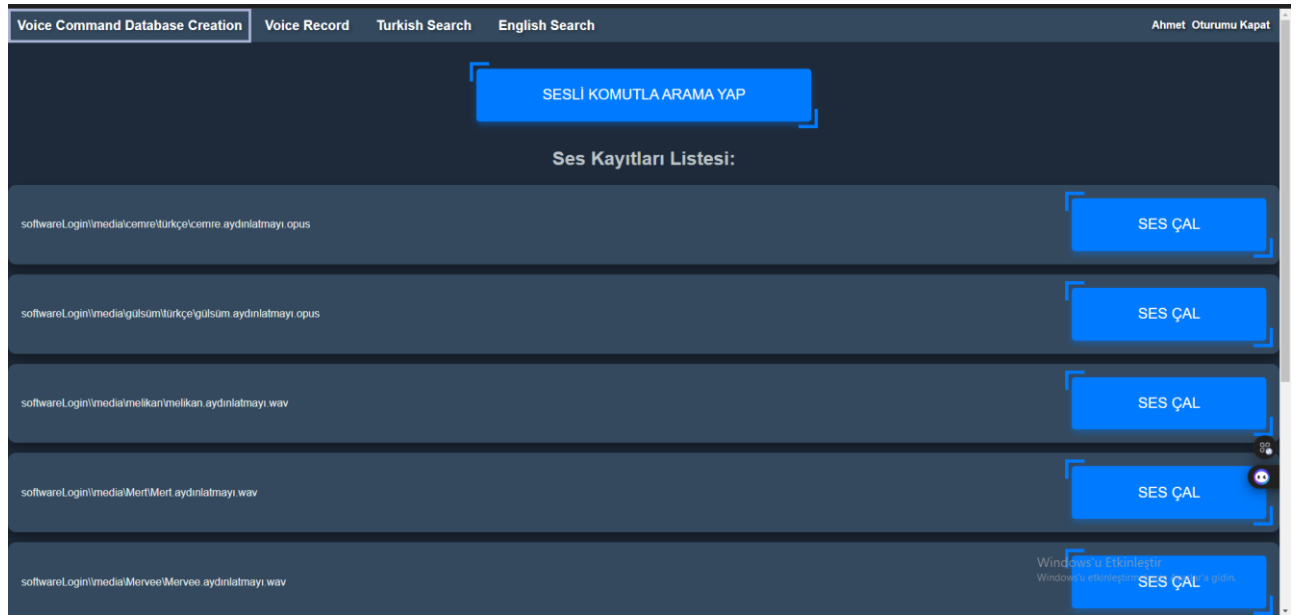 Voice Command Database Creation Voice Record Turkish Search English Search Ahmet Oturumu Kapat
SESLİ KOMUTLA ARAMA YAP
Ses Kayıtları Listesi:
softwareLogin\\media\cemre\türkçe\cemre.aydınlatmayı.opus SES ÇAL
softwareLogin\\media\gülsüm\türkçe\gülsüm.aydınlatmayı.opus SES ÇAL
softwareLogin\\media\melikan\melikan.aydınlatmayı.wav SES ÇAL
softwareLogin\\media\Mert\Mert.aydınlatmayı.wav SES ÇAL
Windows'u Etkinleştir
softwareLogin\\media\Mervee\Mervee.aydınlatmayı.wav SES ÇAL
Windows'u gidin.